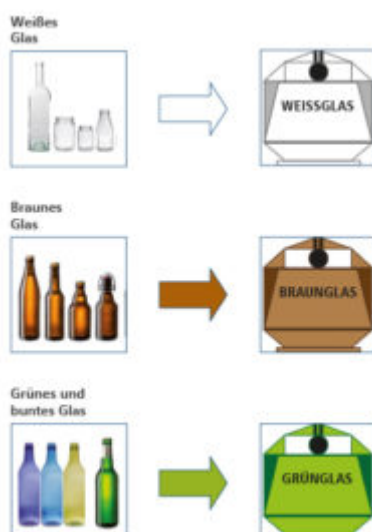 Weißes
Glas
WEISSGLAS
Braunes
Glas
BRAUNGLAS
Grünes und
buntes Glas
GRÜNGLAS